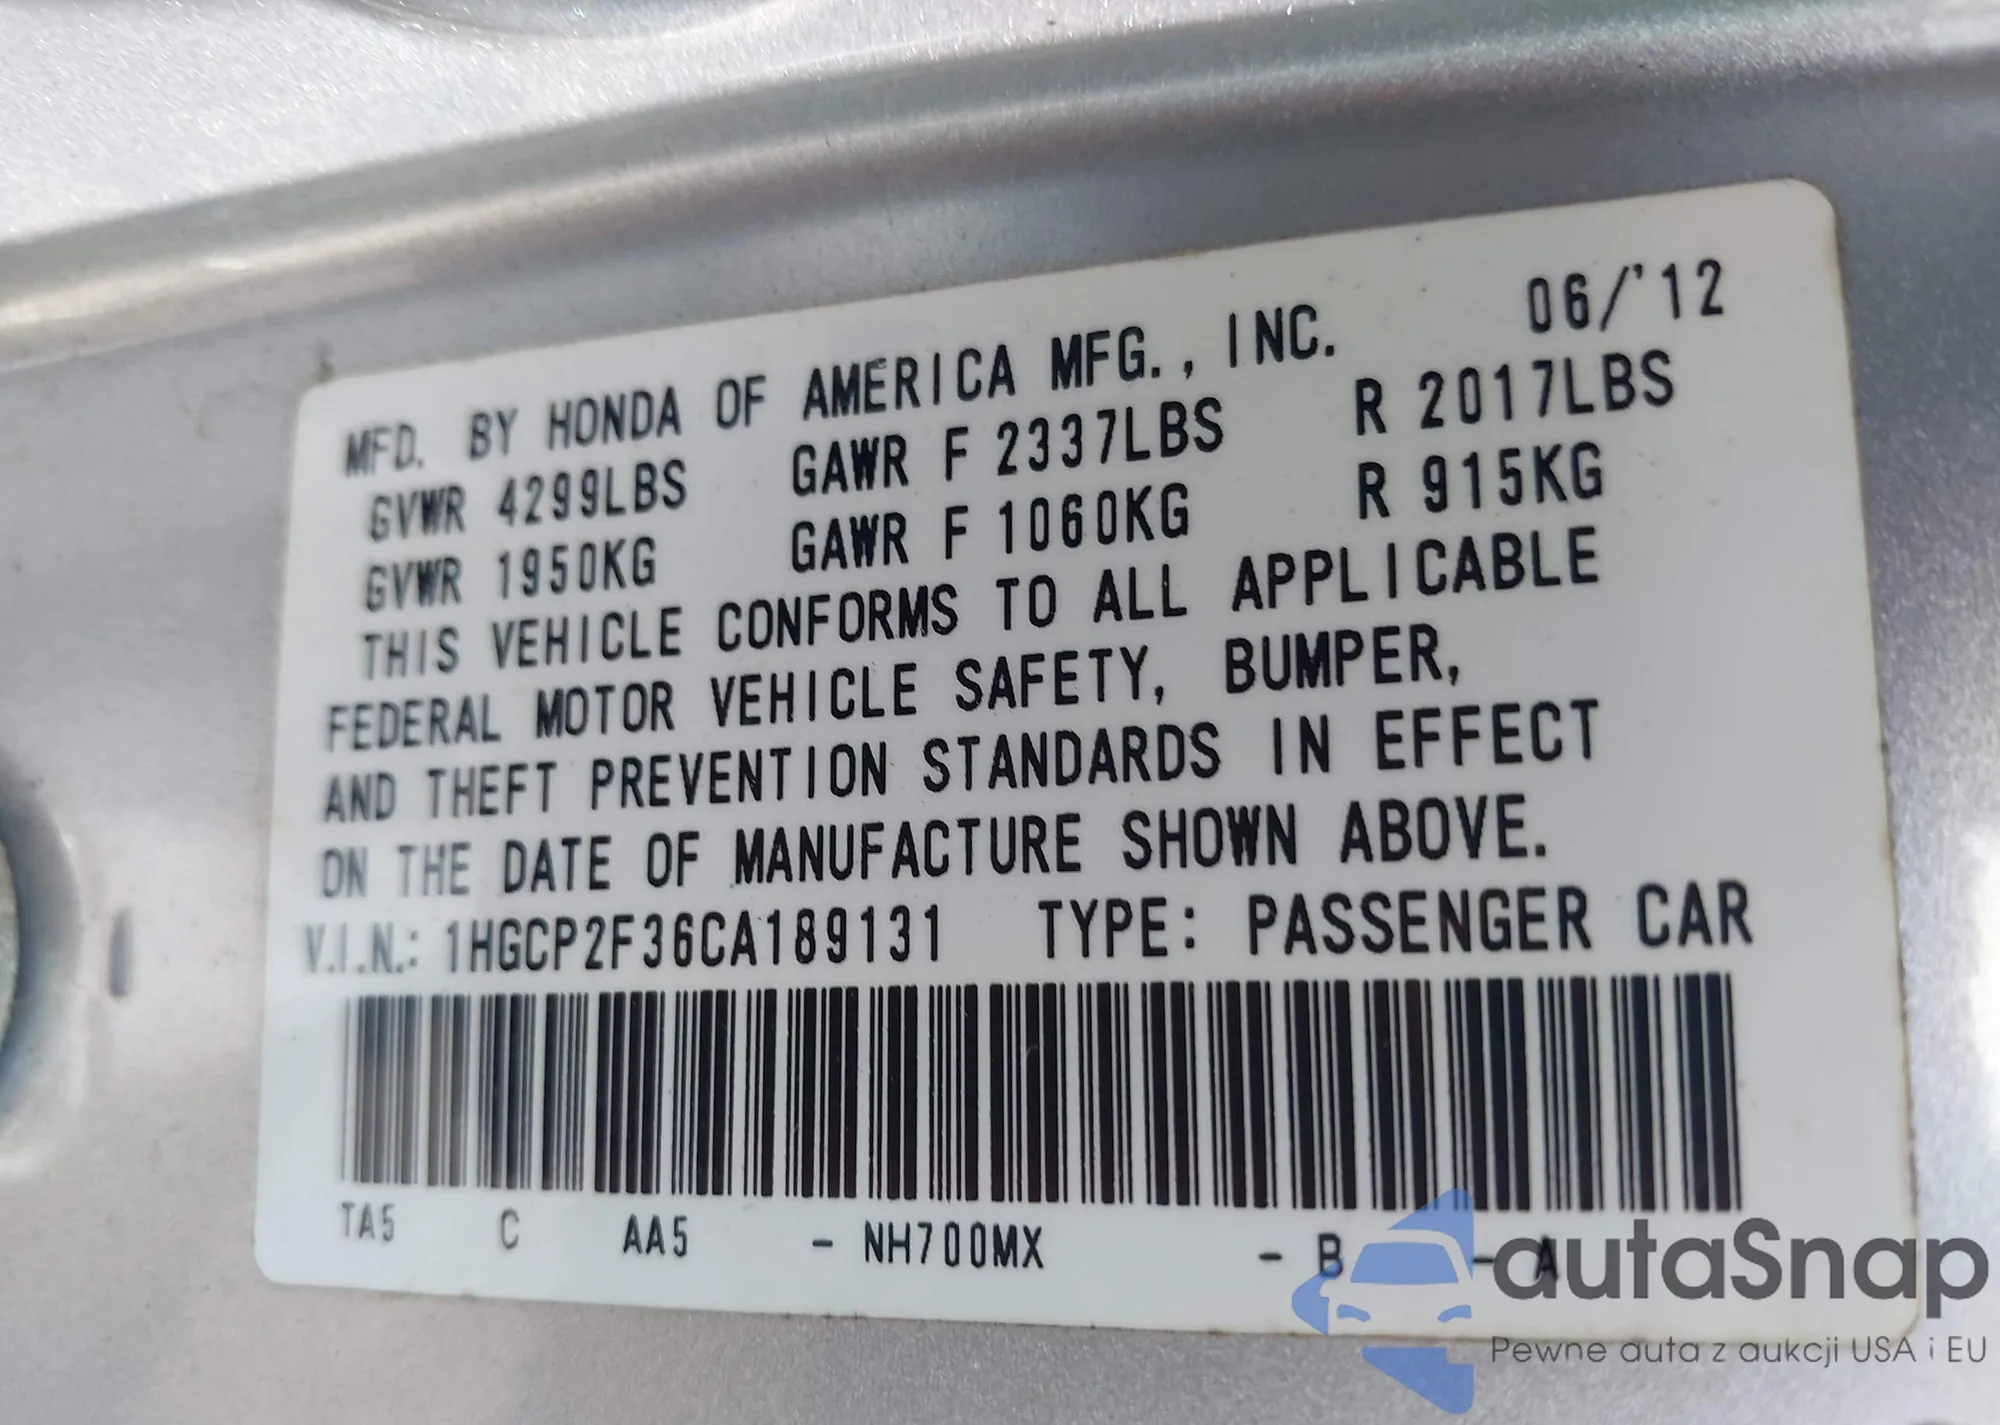 06/'12
MFD. BY HONDA OF AMERICA MFG., INC.
GVWR 4299LBS GAWR F 2337LBS R 2017LBS
GVWR 1950KG GAWR F 1060KG R 915KG
THIS VEHICLE CONFORMS TO ALL APPLICABLE
FEDERAL MOTOR VEHICLE SAFETY, BUMPER,
AND THEFT PREVENTION STANDARDS IN EFFECT
ON THE DATE OF MANUFACTURE SHOWN ABOVE.
V.I.N.: 1HGCP2F36CA189131 TYPE: PASSENGER CAR
TA5 C AA5 - NH700MX - B - A
autaSnap
Pewne auta z aukcji USA i EU